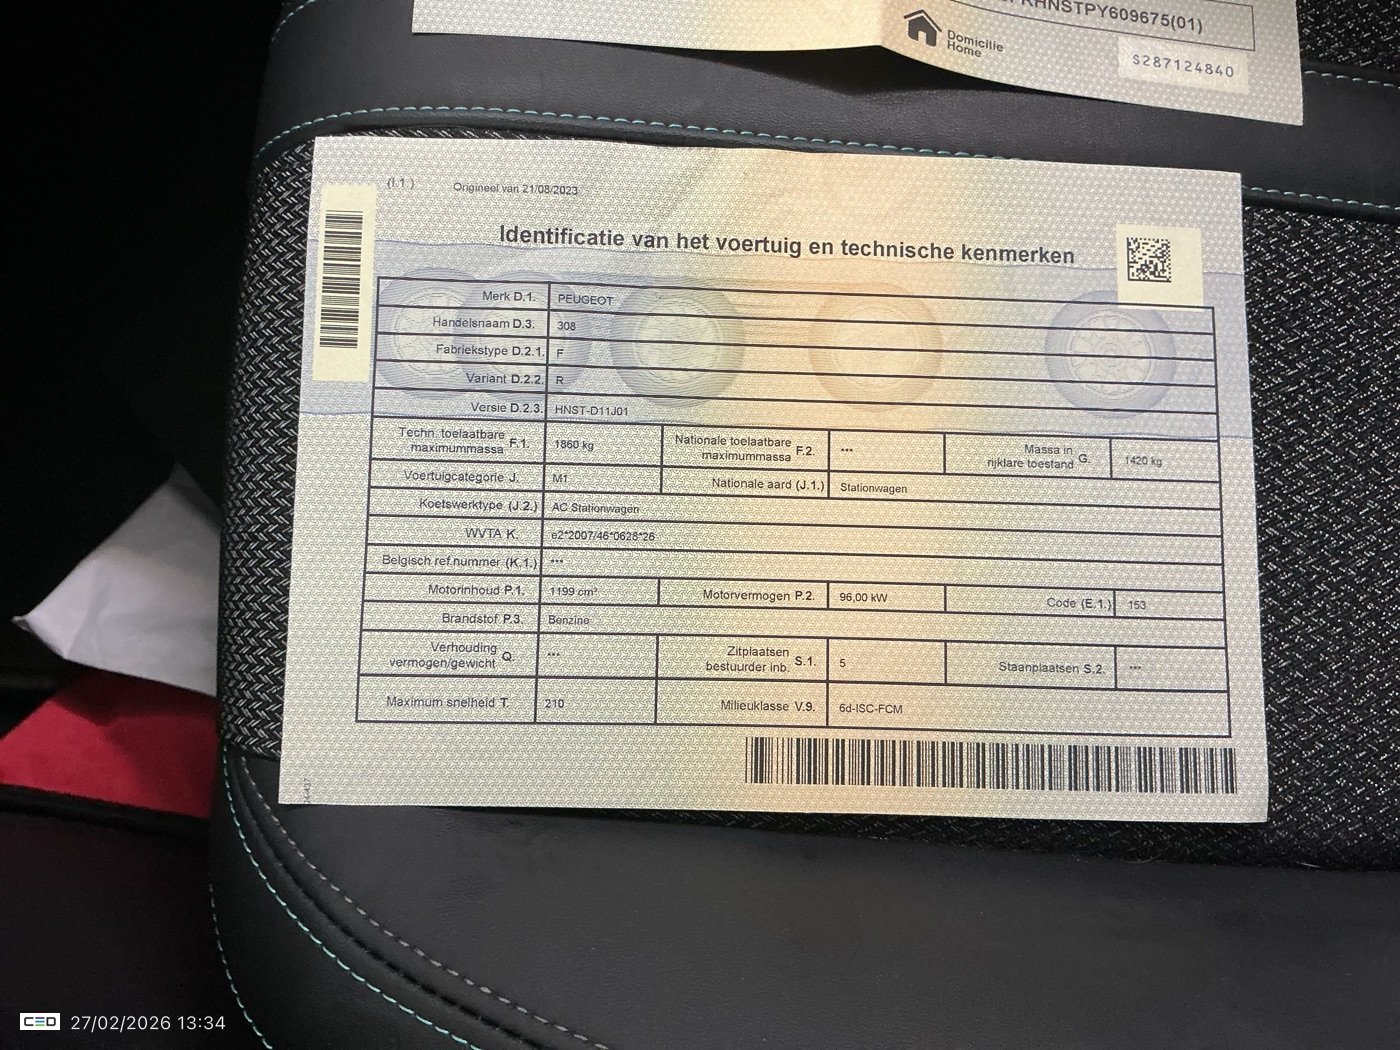 RHNSTPY609675(01)
Domicilie
Home
S287124840
(I.1.) Origineel van 21/08/2023
Identificatie van het voertuig en technische kenmerken
Merk D.1. PEUGEOT
Handelsnaam D.3. 308
Fabriekstype D.2.1. F
Variant D.2.2. R
Versie D.2.3. HNST-D11J01
Techn. toelaatbare maximummassa F.1. 1860 kg Nationale toelaatbare maximummassa F.2. *** Massa in rijklare toestand G. 1420 kg
Voertuigcategorie J. M1 Nationale aard (J.1.) Stationwagen
Koetswerktype (J.2.) AC Stationwagen
WVTA K. e2*2007/46*0628*26
Belgisch ref.nummer (K.1.) ***
Motorinhoud P.1. 1199 cm³ Motorvermogen P.2. 96,00 kW Code (E.1.) 153
Brandstof P.3. Benzine
Verhouding vermogen/gewicht Q. *** Zitplaatsen bestuurder inb. S.1. 5 Staanplaatsen S.2. ***
Maximum snelheid T. 210 Milieuklasse V.9. 6d-ISC-FCM
CED 27/02/2026 13:34